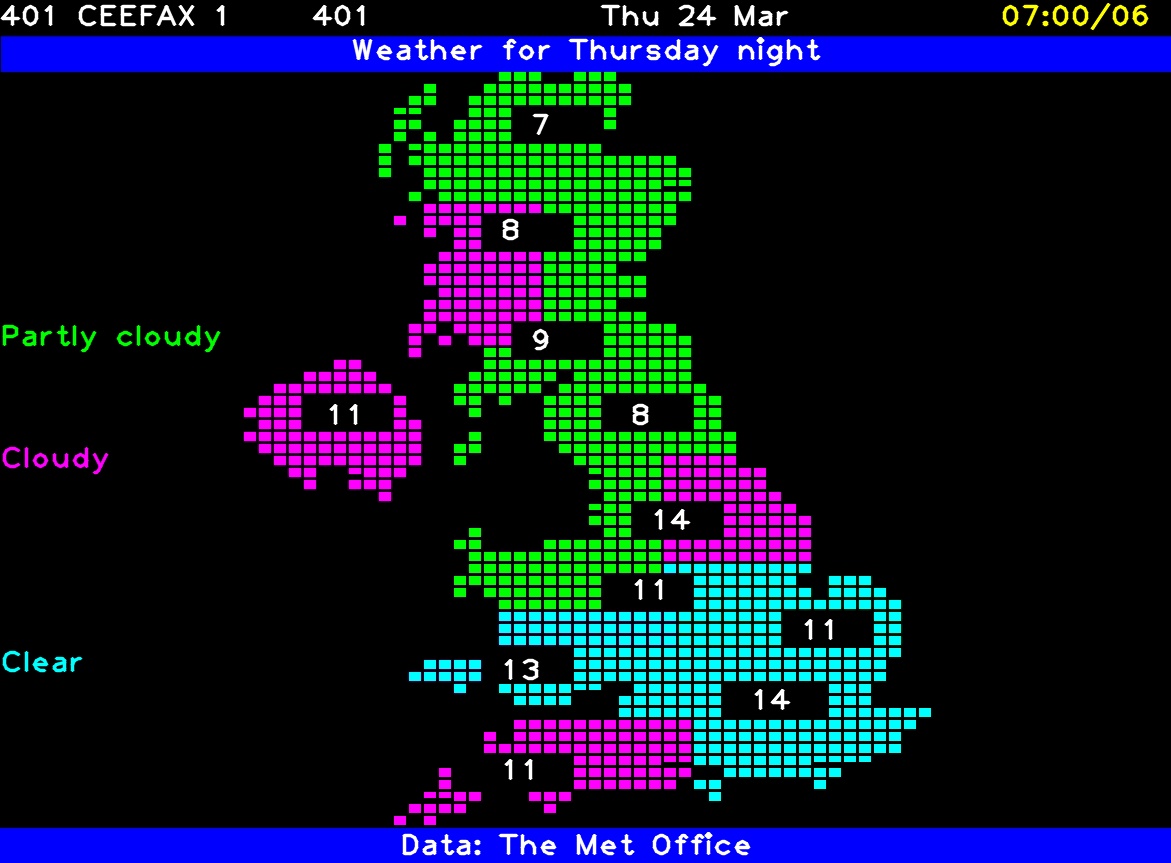 401 CEEFAX 1 401 Thu 24 Mar 07:00/06
Weather for Thursday night
7
8
Partly cloudy
9
11
8
Cloudy
14
11
11
Clear
13
14
11
Data: The Met Office